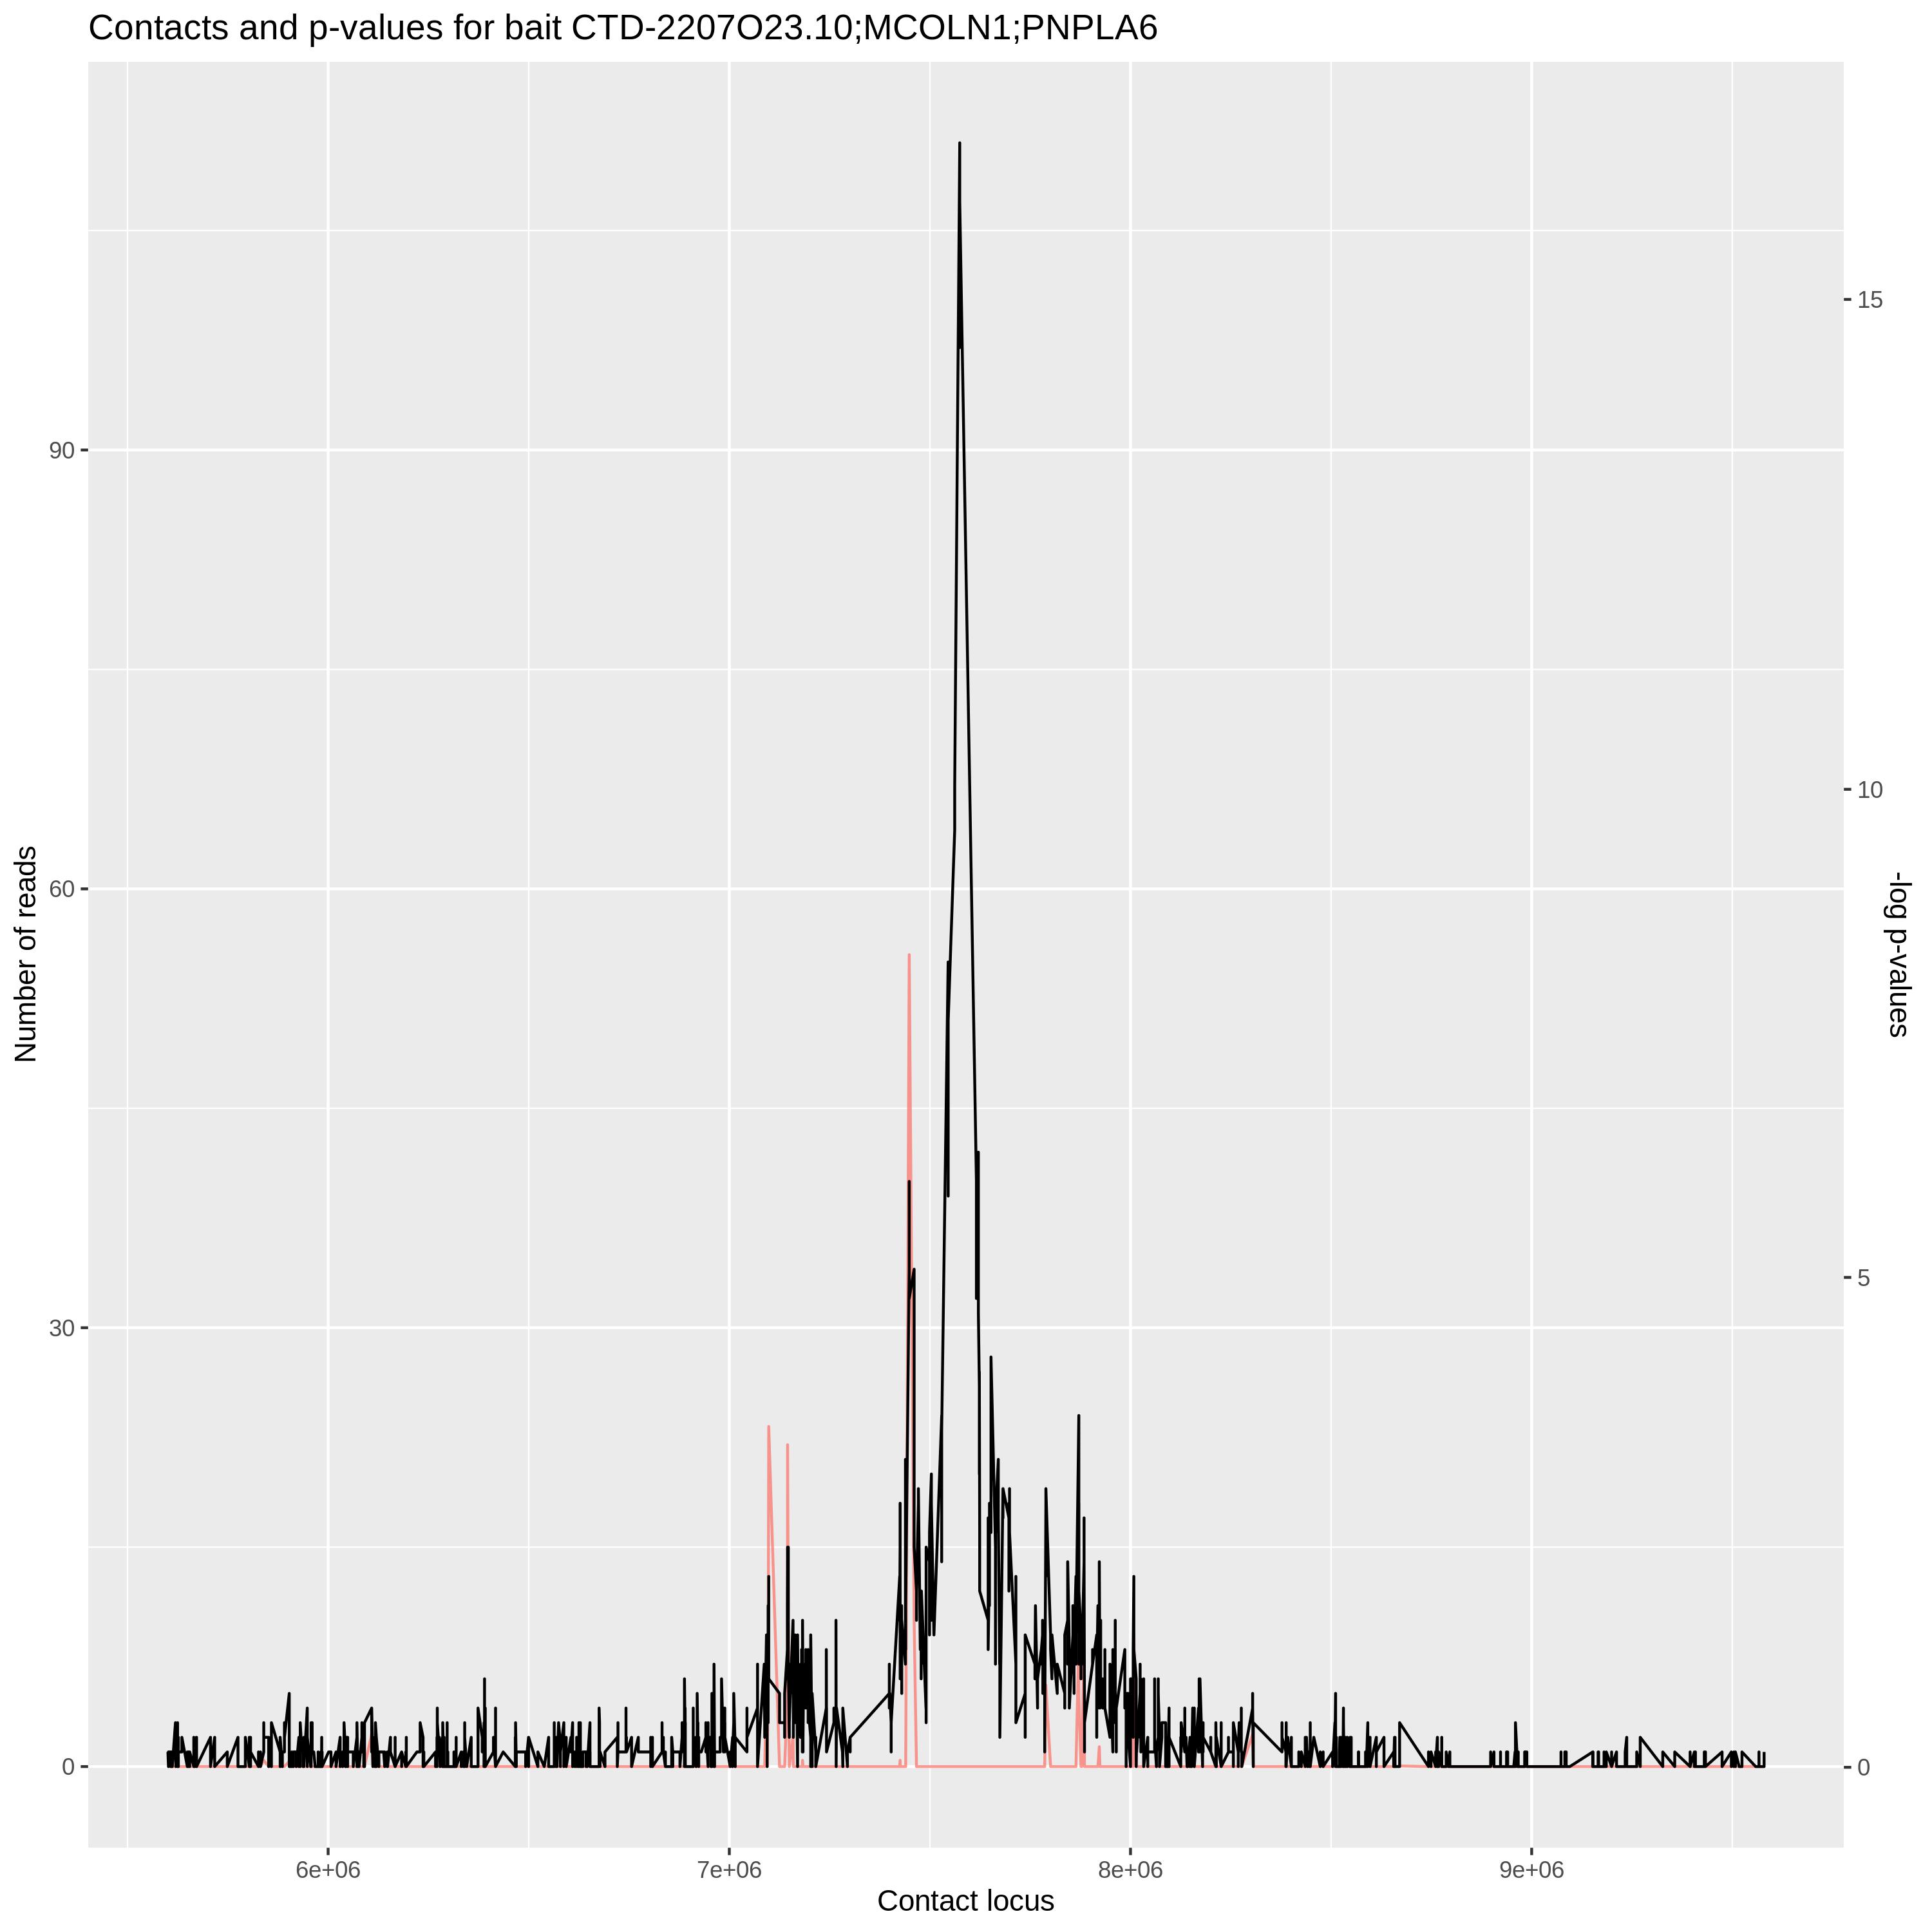 Contacts and p-values for bait CTD-2207O23.10;MCOLN1;PNPLA6
Number of reads
90
60
30
0
15
10
5
0
-log p-values
6e+06
7e+06
8e+06
9e+06
Contact locus